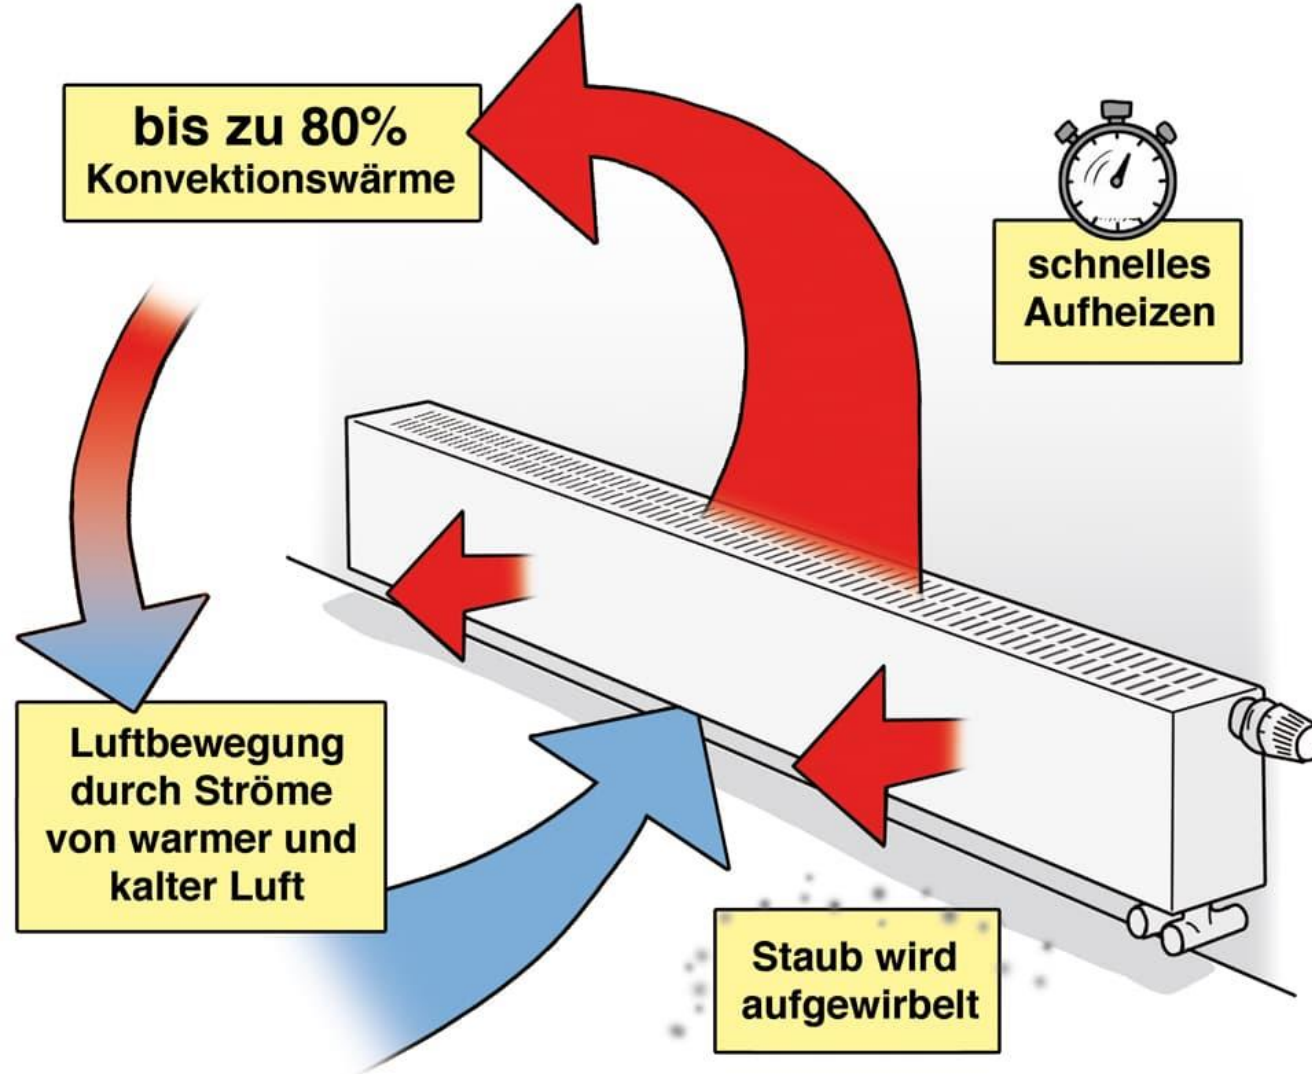 bis zu 80%
Konvektionswärme
schnelles
Aufheizen
Luftbewegung
durch Ströme
von warmer und
kalter Luft
Staub wird
aufgewirbelt